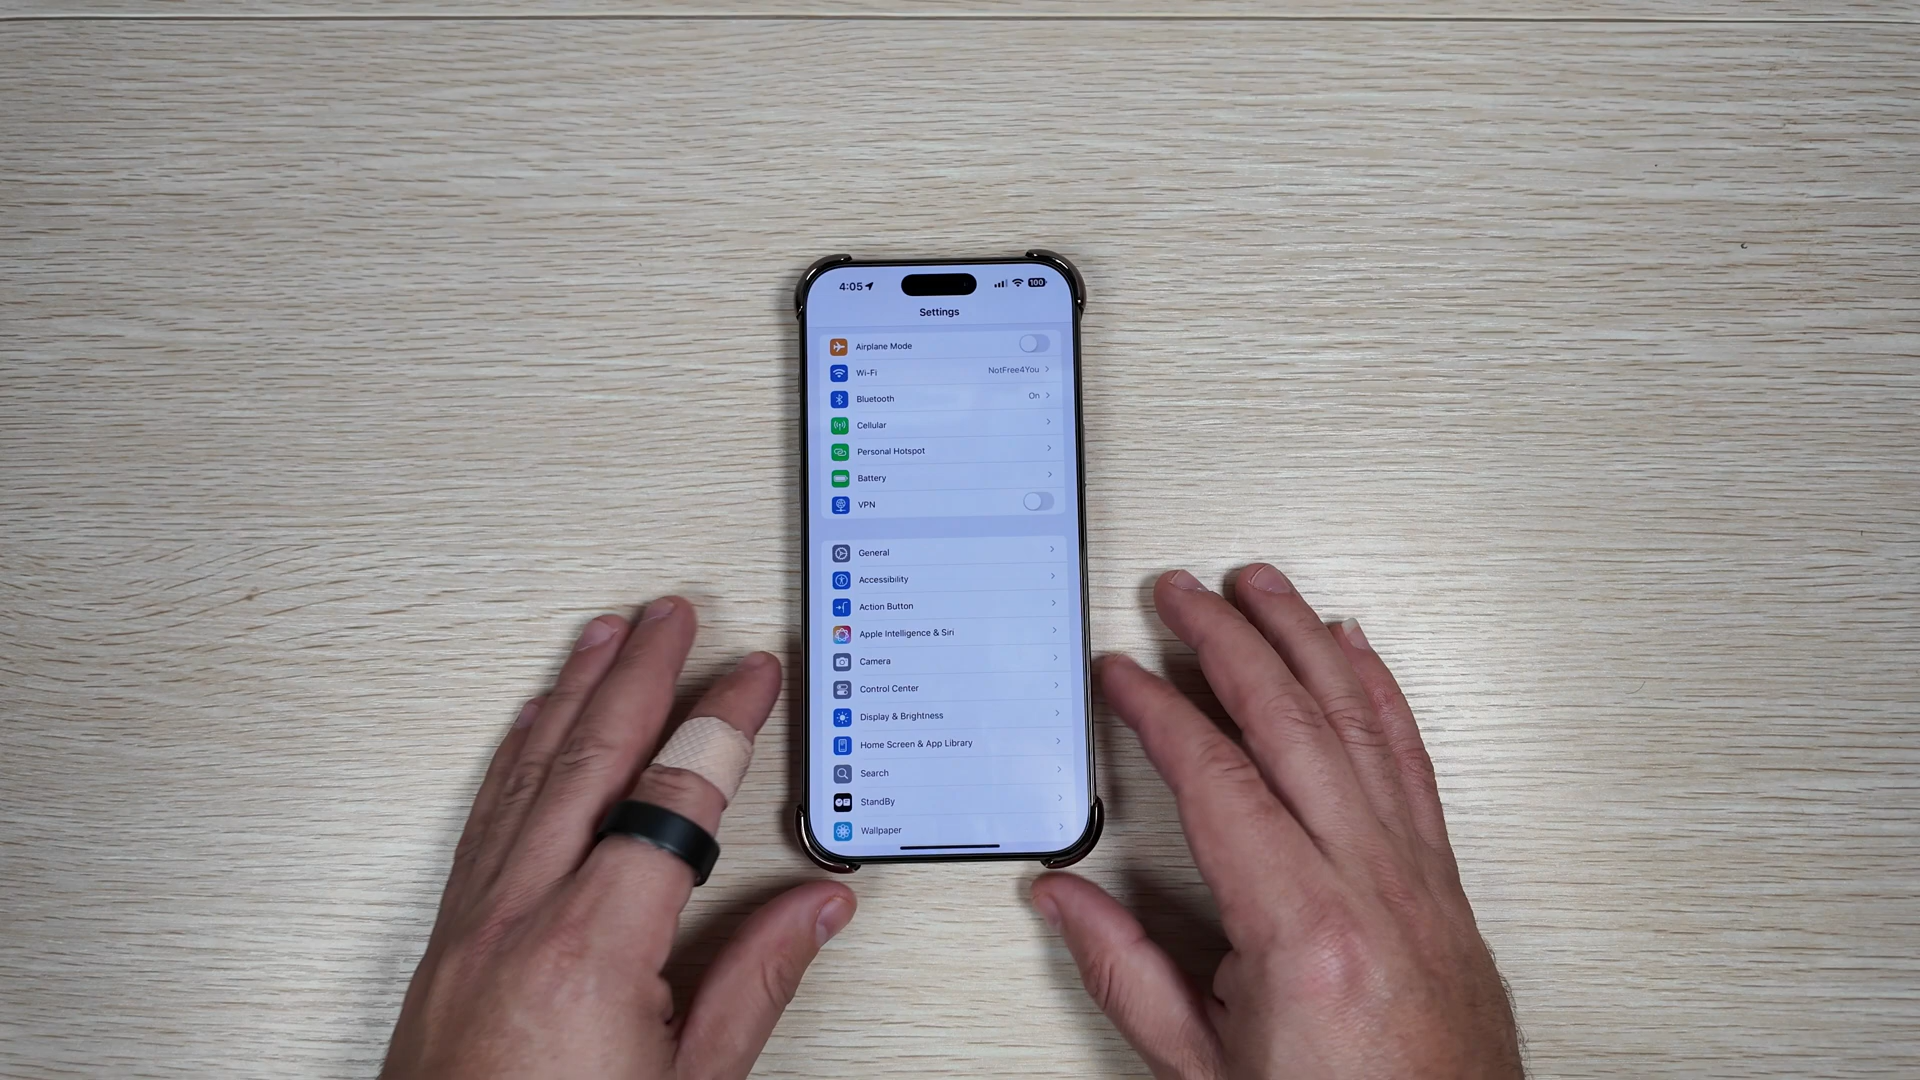 4:05 100
Settings
Airplane Mode
Wi-Fi NotFree4You
Bluetooth On
Cellular
Personal Hotspot
Battery
VPN
General
Accessibility
Action Button
Apple Intelligence & Siri
Camera
Control Center
Display & Brightness
Home Screen & App Library
Search
StandBy
Wallpaper